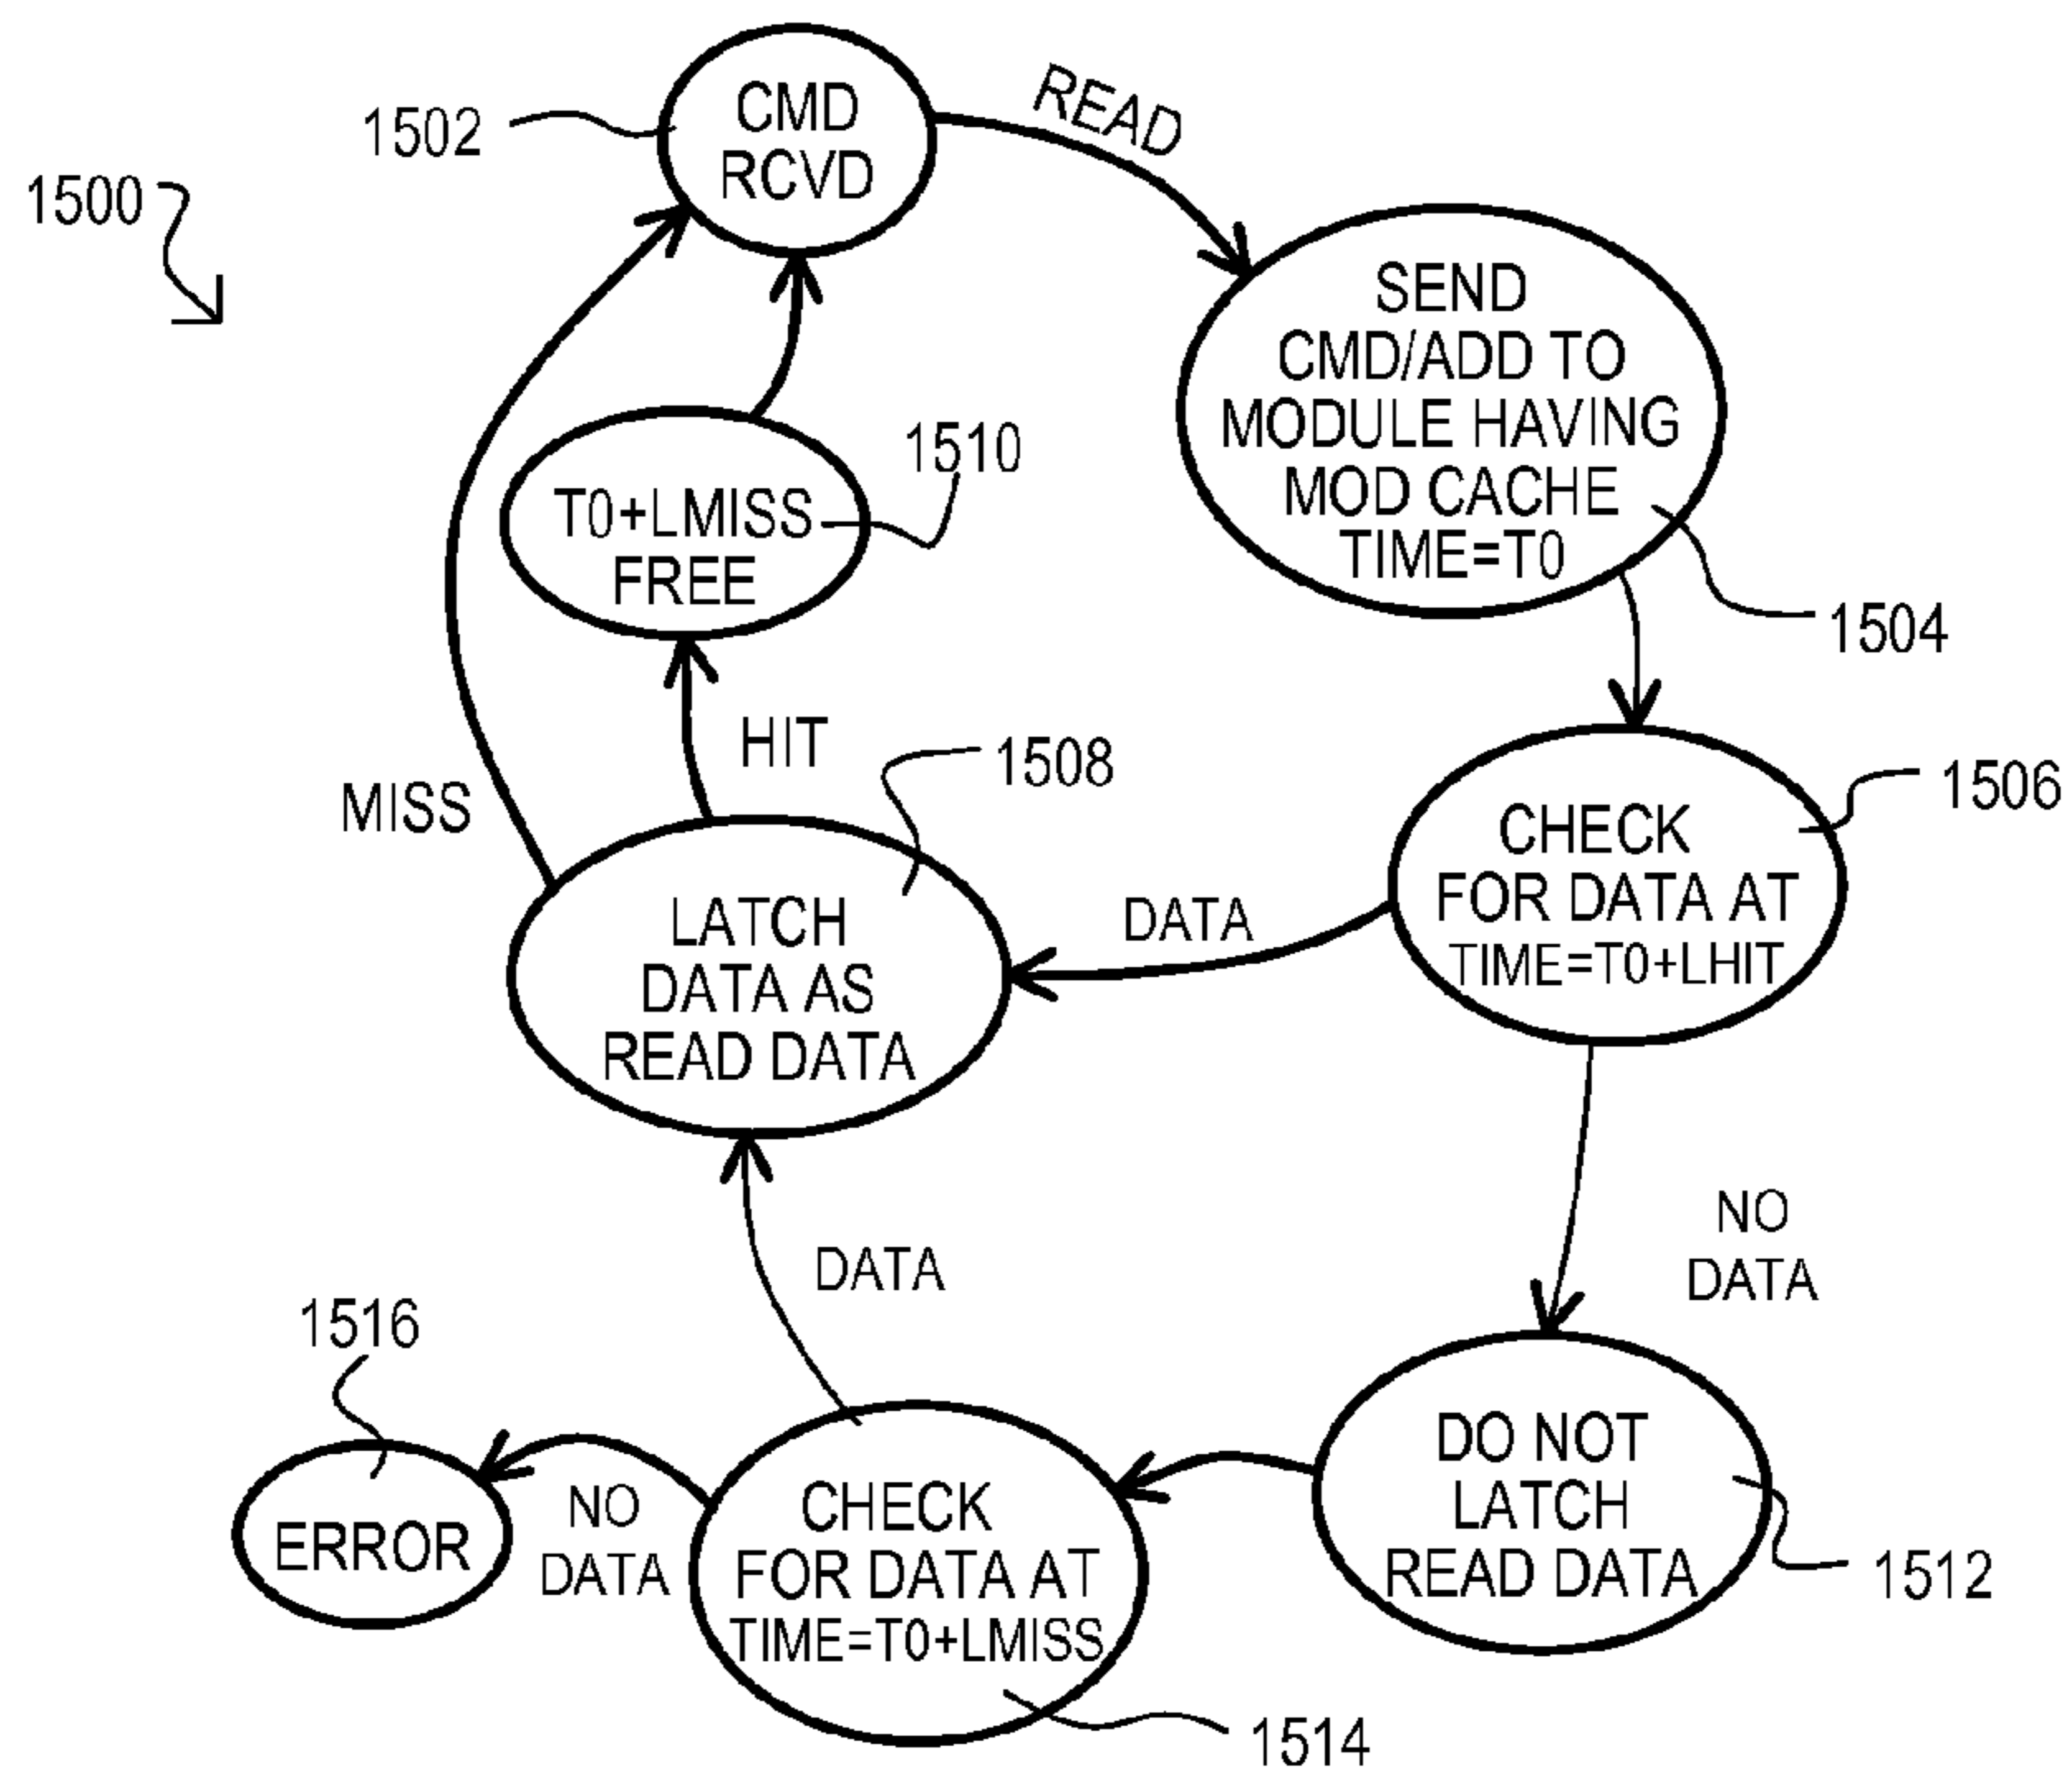 1500
1502
CMD
RCVD
READ
SEND
CMD/ADD TO
MODULE HAVING
MOD CACHE
TIME=T0
1504
T0+LMISS
FREE
1510
HIT
MISS
1508
LATCH
DATA AS
READ DATA
DATA
CHECK
FOR DATA AT
TIME=T0+LHIT
1506
NO
DATA
DO NOT
LATCH
READ DATA
1512
DATA
CHECK
FOR DATA AT
TIME=T0+LMISS
1514
NO
DATA
1516
ERROR